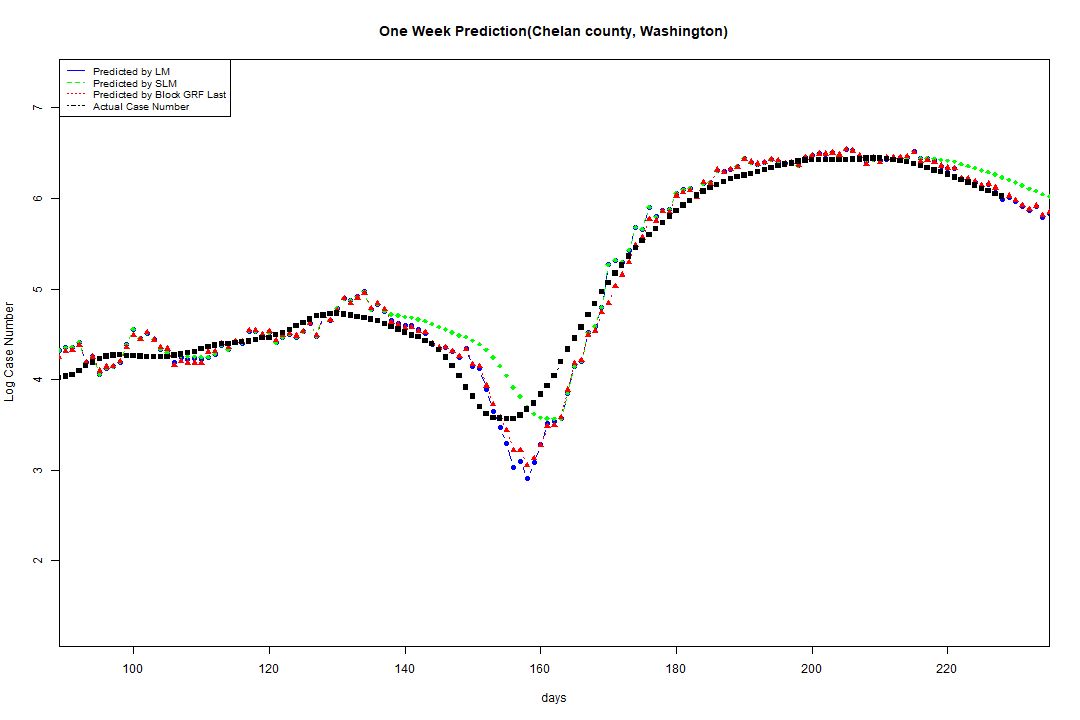 One Week Prediction(Chelan county, Washington)
Predicted by LM
Predicted by SLM
Predicted by Block GRF Last
Actual Case Number
7
6
5
4
3
2
Log Case Number
100 120 140 160 180 200 220
days